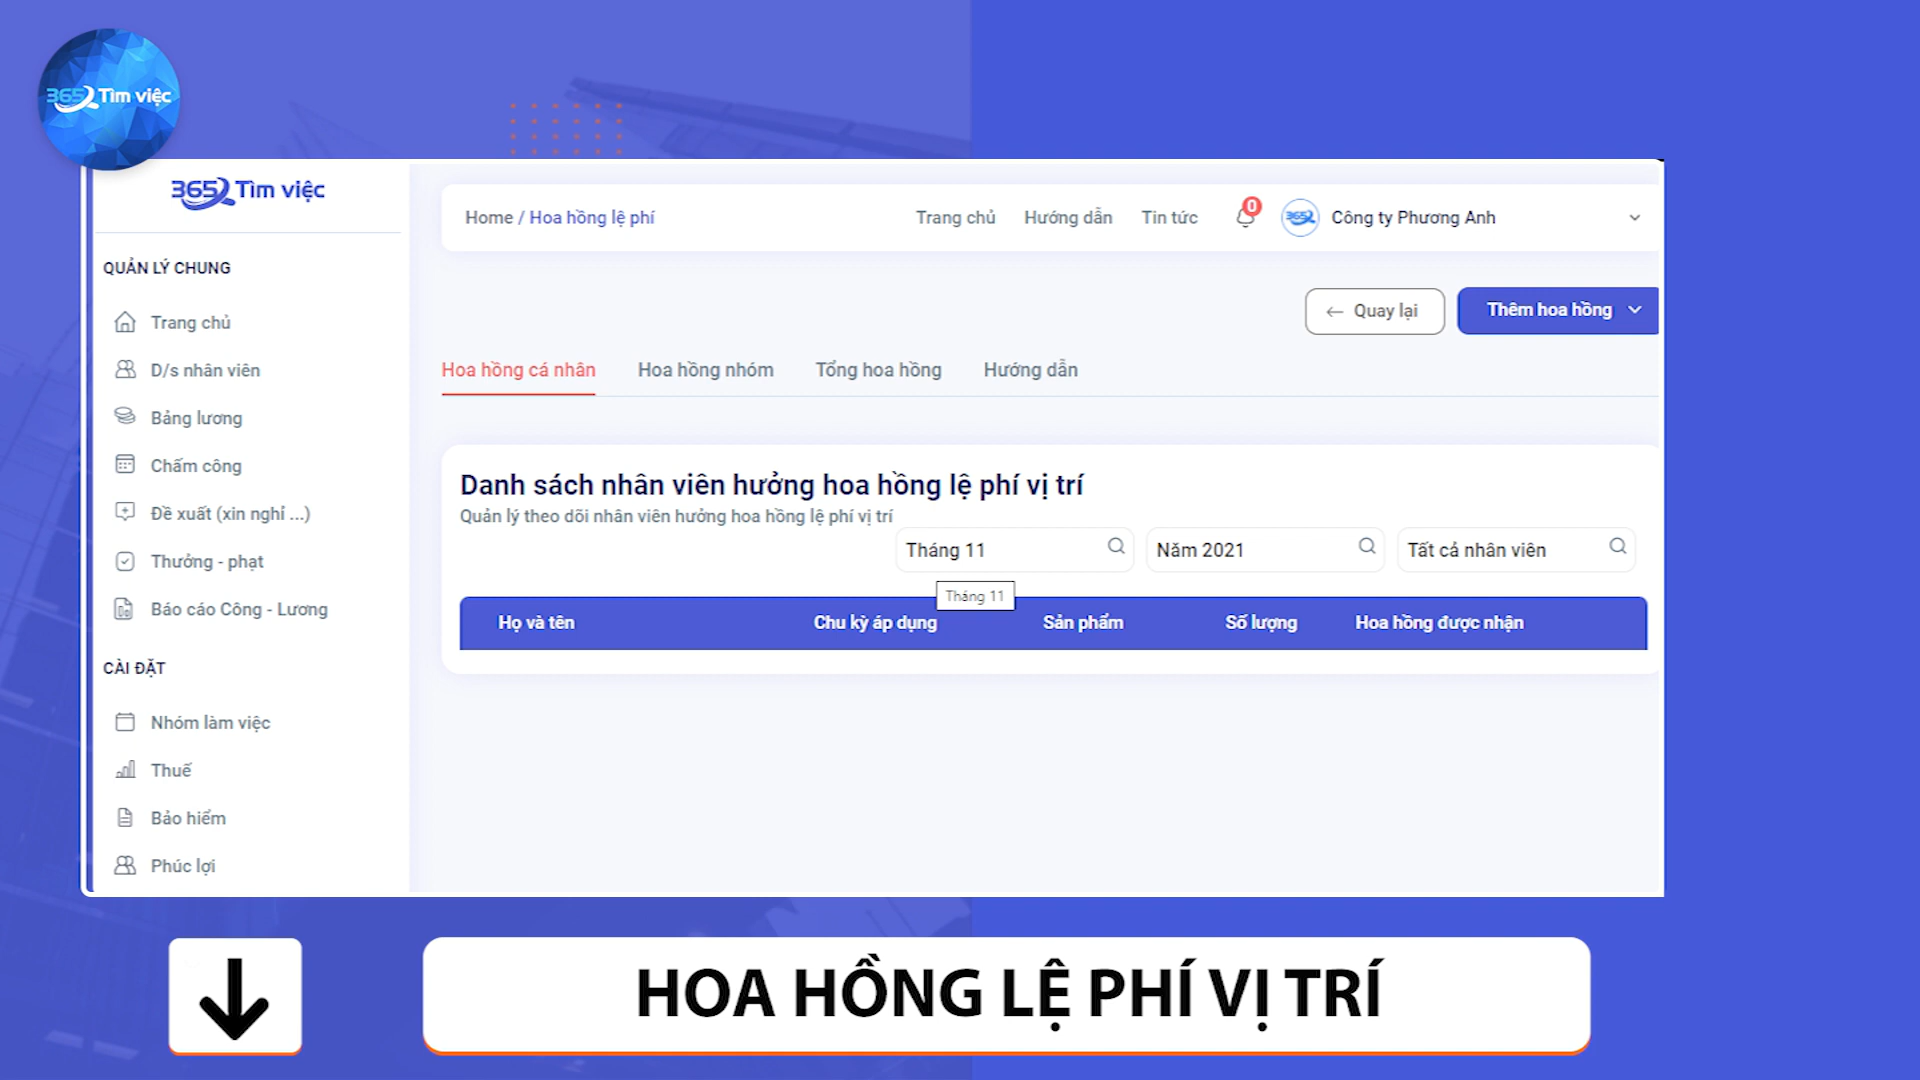 365 Tìm việc
365 Tìm việc
Home / Hoa hồng lệ phí
Trang chủ
Hướng dẫn
Tin tức
0
365
Công ty Phương Anh
QUẢN LÝ CHUNG
Trang chủ
D/s nhân viên
Bảng lương
Chấm công
Đề xuất (xin nghỉ ...)
Thưởng - phạt
Báo cáo Công - Lương
CÀI ĐẶT
Nhóm làm việc
Thuế
Bảo hiểm
Phúc lợi
Quay lại
Thêm hoa hồng
Hoa hồng cá nhân
Hoa hồng nhóm
Tổng hoa hồng
Hướng dẫn
Danh sách nhân viên hưởng hoa hồng lệ phí vị trí
Quản lý theo dõi nhân viên hưởng hoa hồng lệ phí vị trí
Tháng 11
Năm 2021
Tất cả nhân viên
Tháng 11
Họ và tên
Chu kỳ áp dụng
Sản phẩm
Số lượng
Hoa hồng được nhận
HOA HỒNG LỆ PHÍ VỊ TRÍ